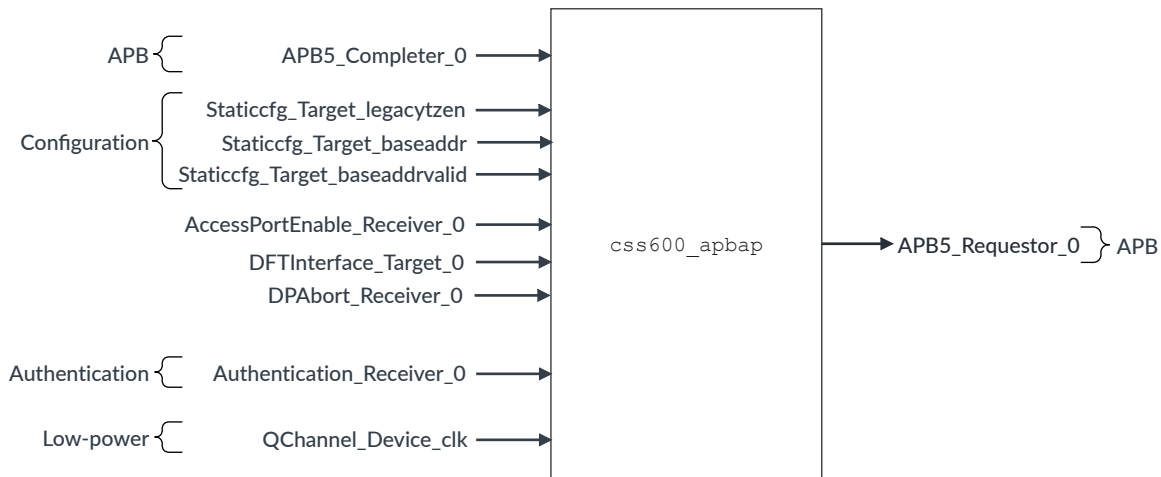 APB APB5_Completer_0
Staticcfg_Target_legacytzen
Configuration Staticcfg_Target_baseaddr
Staticcfg_Target_baseaddrvalid
AccessPortEnable_Receiver_0
css600_apbap APB5_Requestor_0 APB
DFTInterface_Target_0
DPAbort_Receiver_0
Authentication Authentication_Receiver_0
Low-power QChannel_Device_clk